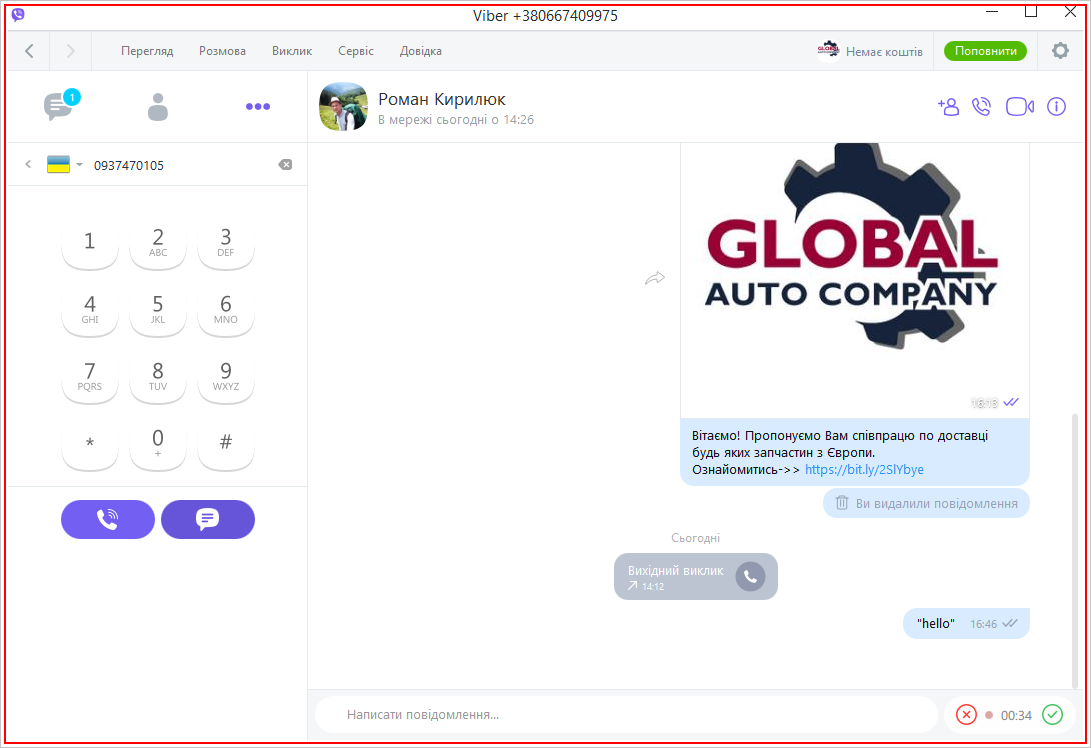 Viber +380667409975
Перегляд Розмова Виклик Сервіс Довідка
Немає коштів
Поповнити
1
Роман Кирилюк
В мережі сьогодні о 14:26
0937470105
1
2 ABC
3 DEF
4 GHI
5 JKL
6 MNO
7 PQRS
8 TUV
9 WXYZ
*
0 +
#
GLOBAL
AUTO COMPANY
16:13
Вітаємо! Пропонуємо Вам співпрацю по доставці
будь яких запчастин з Європи.
Ознайомитись->> https://bit.ly/2SlYbye
Ви видалили повідомлення
Сьогодні
Вихідний виклик
14:12
"hello" 16:46
Написати повідомлення...
00:34